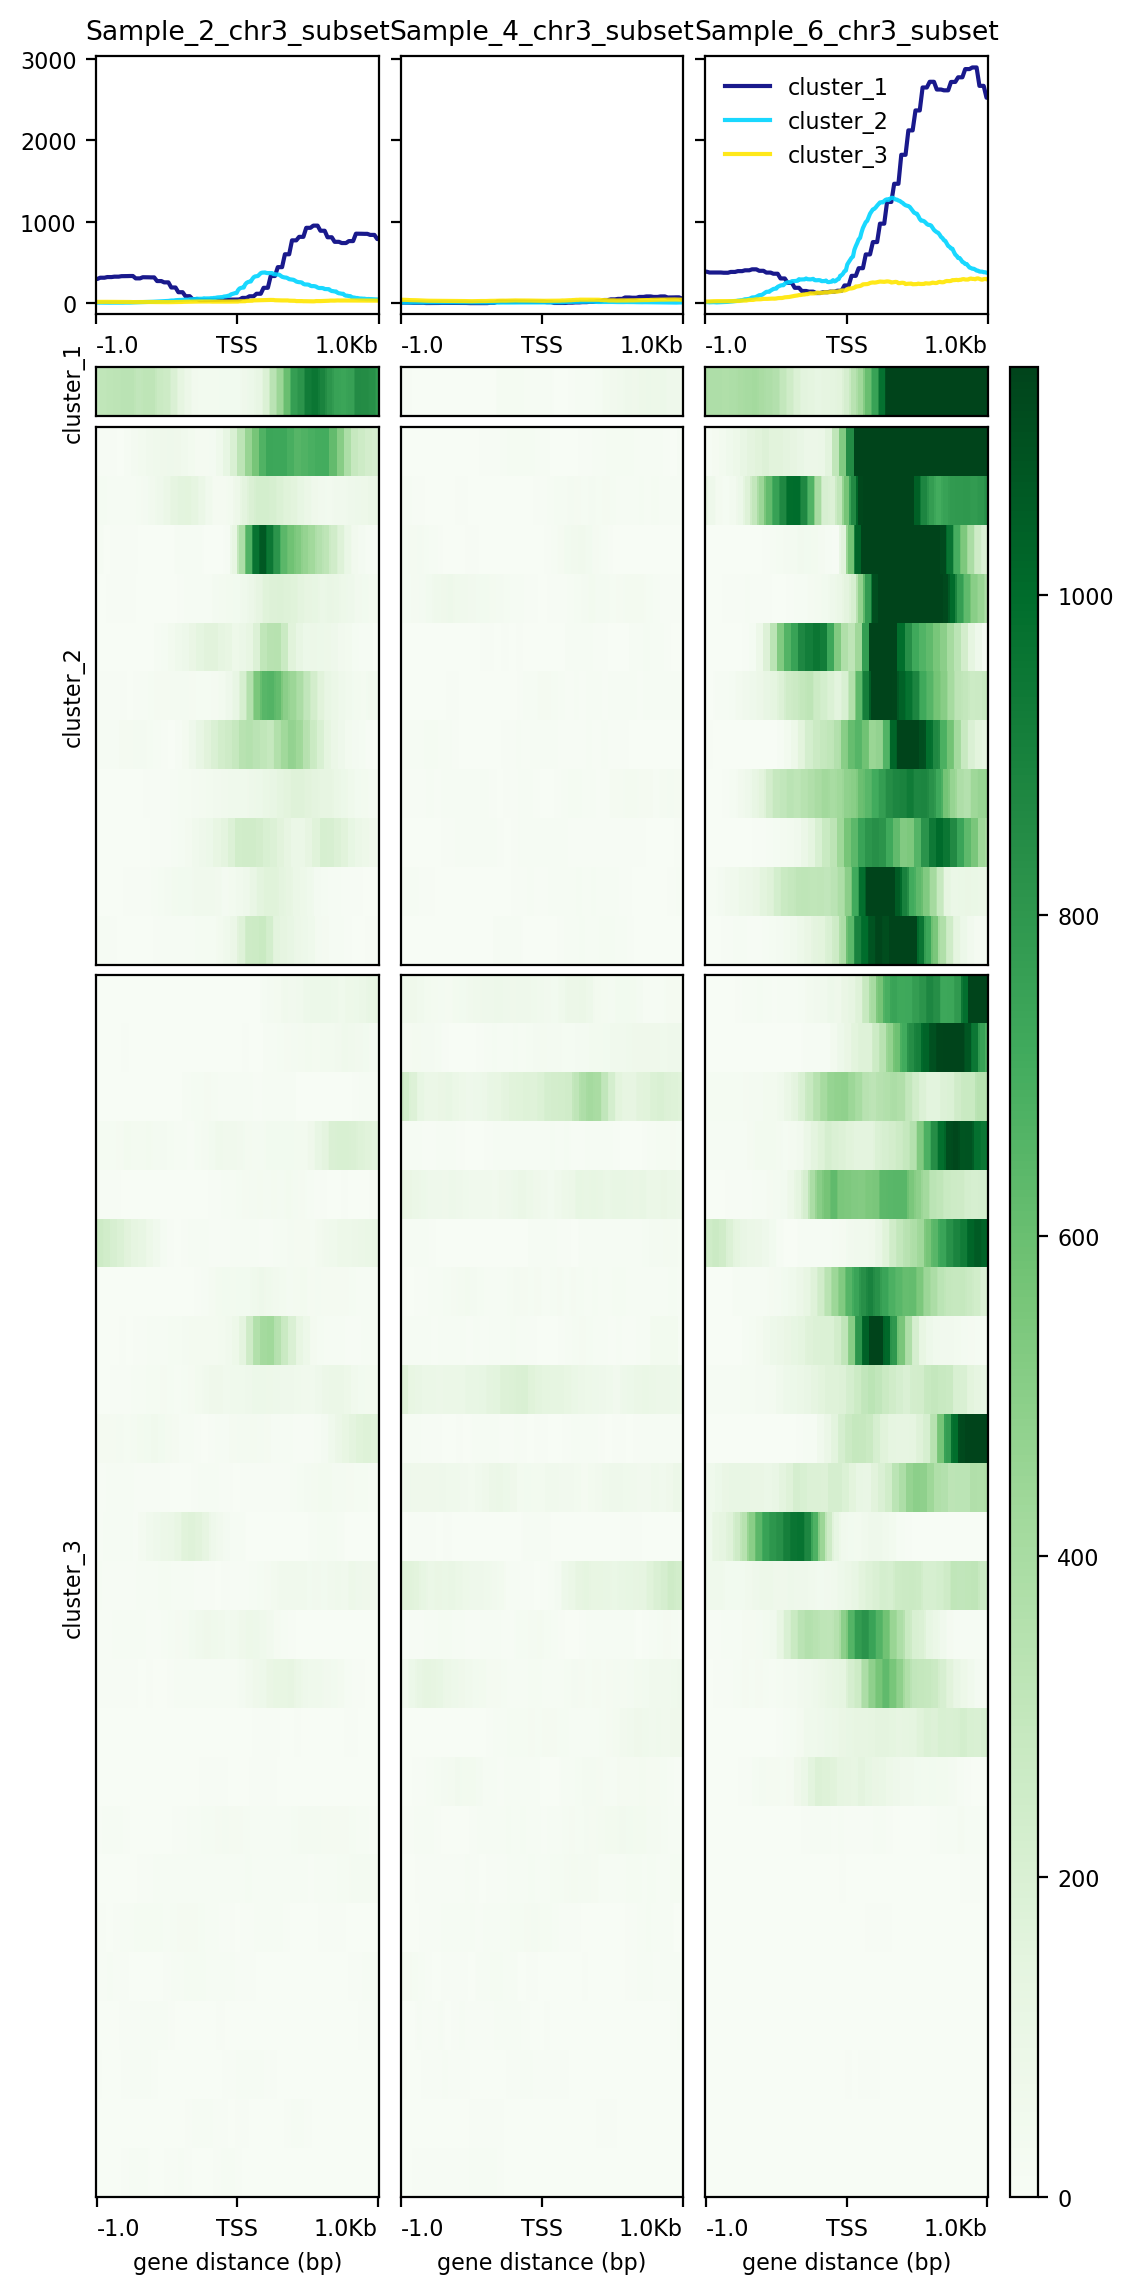 Sample_2_chr3_subset Sample_4_chr3_subset Sample_6_chr3_subset
3000
2000
1000
0
cluster_1
cluster_2
cluster_3
-1.0 TSS 1.0Kb -1.0 TSS 1.0Kb -1.0 TSS 1.0Kb
cluster_1
cluster_2
cluster_3
1000
800
600
400
200
0
-1.0 TSS 1.0Kb -1.0 TSS 1.0Kb -1.0 TSS 1.0Kb
gene distance (bp) gene distance (bp) gene distance (bp)